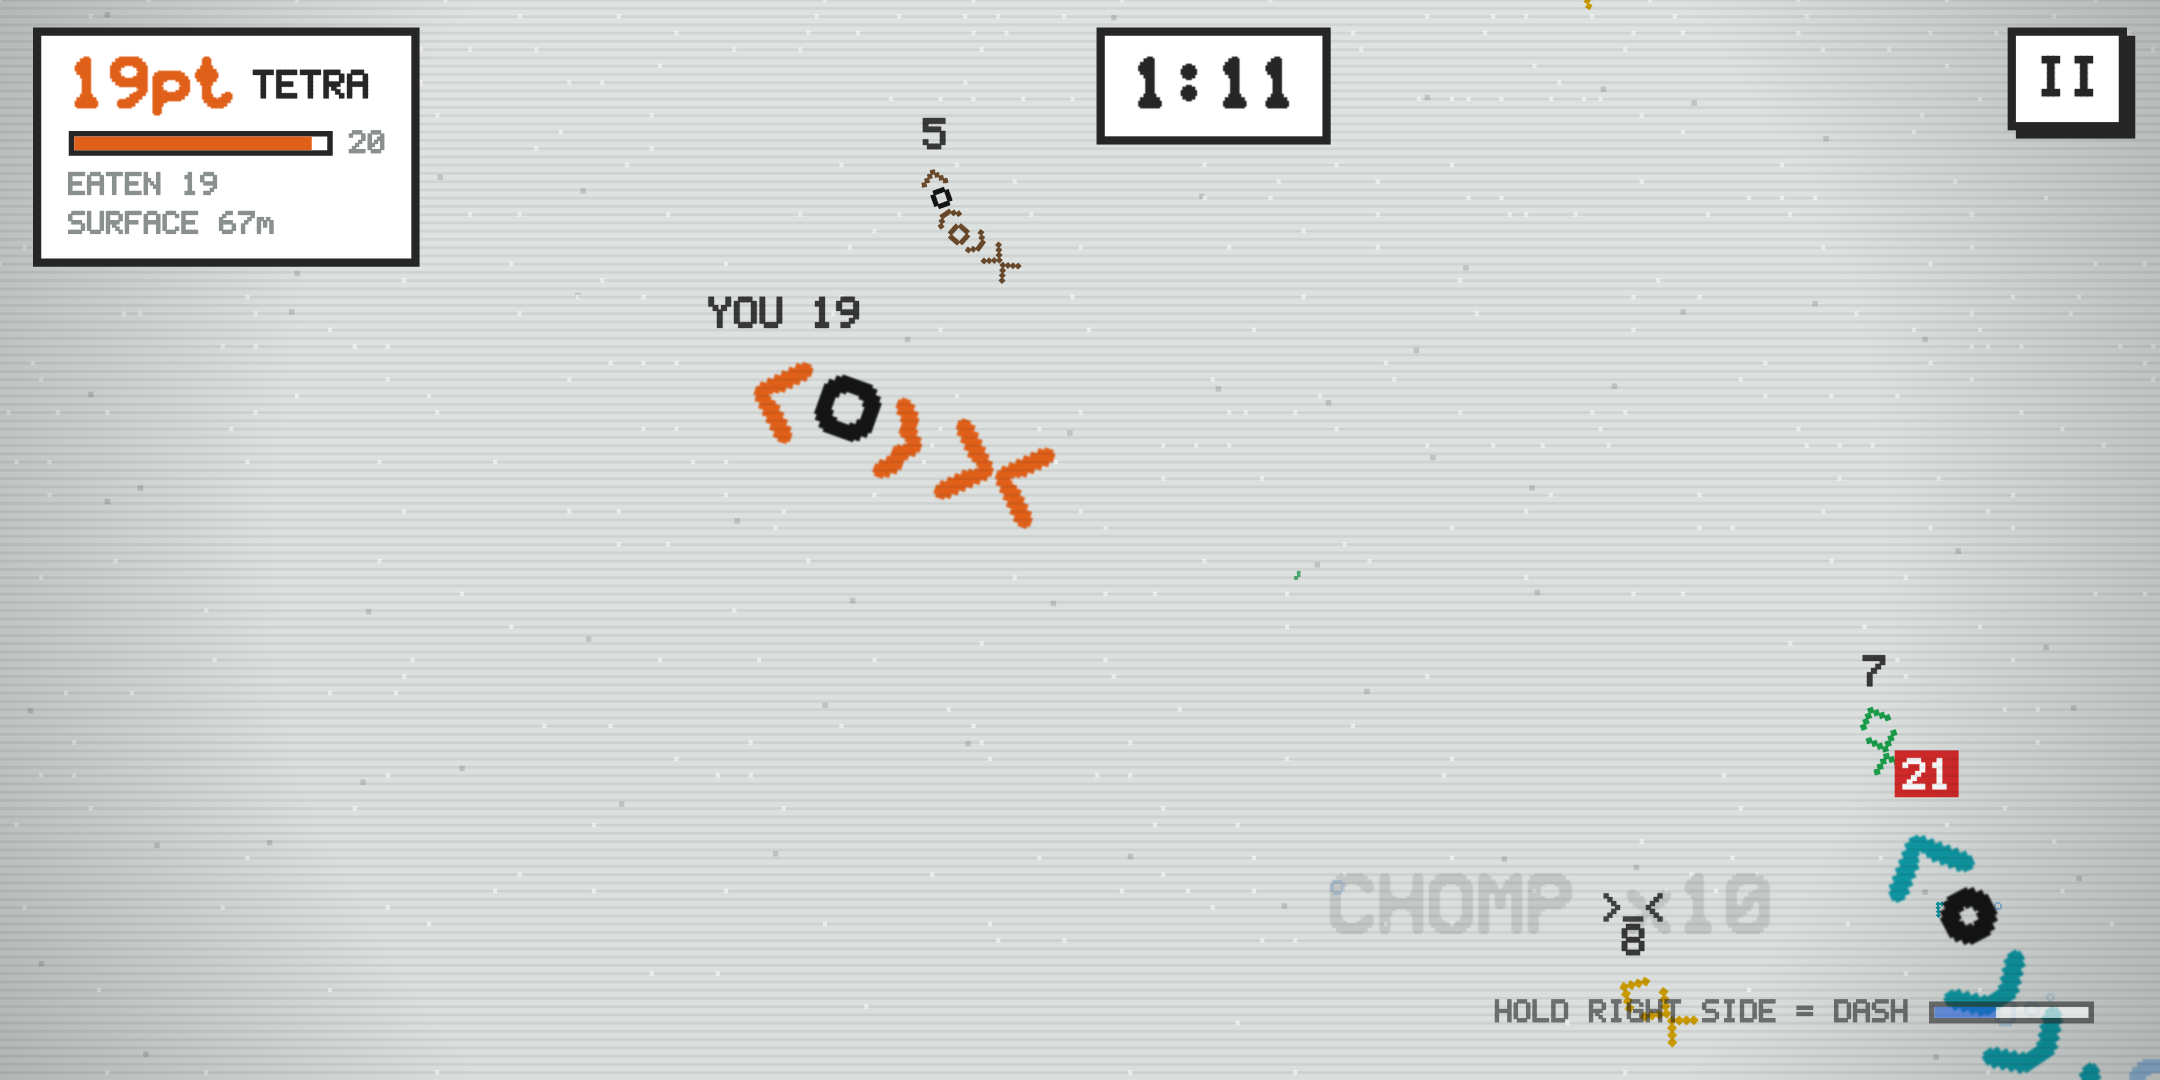 19pt TETRA
20
EATEN 19
SURFACE 67m
1:11
II
5
YOU 19
7
21
CHOMP x10
>_<
8
HOLD RIGHT SIDE = DASH